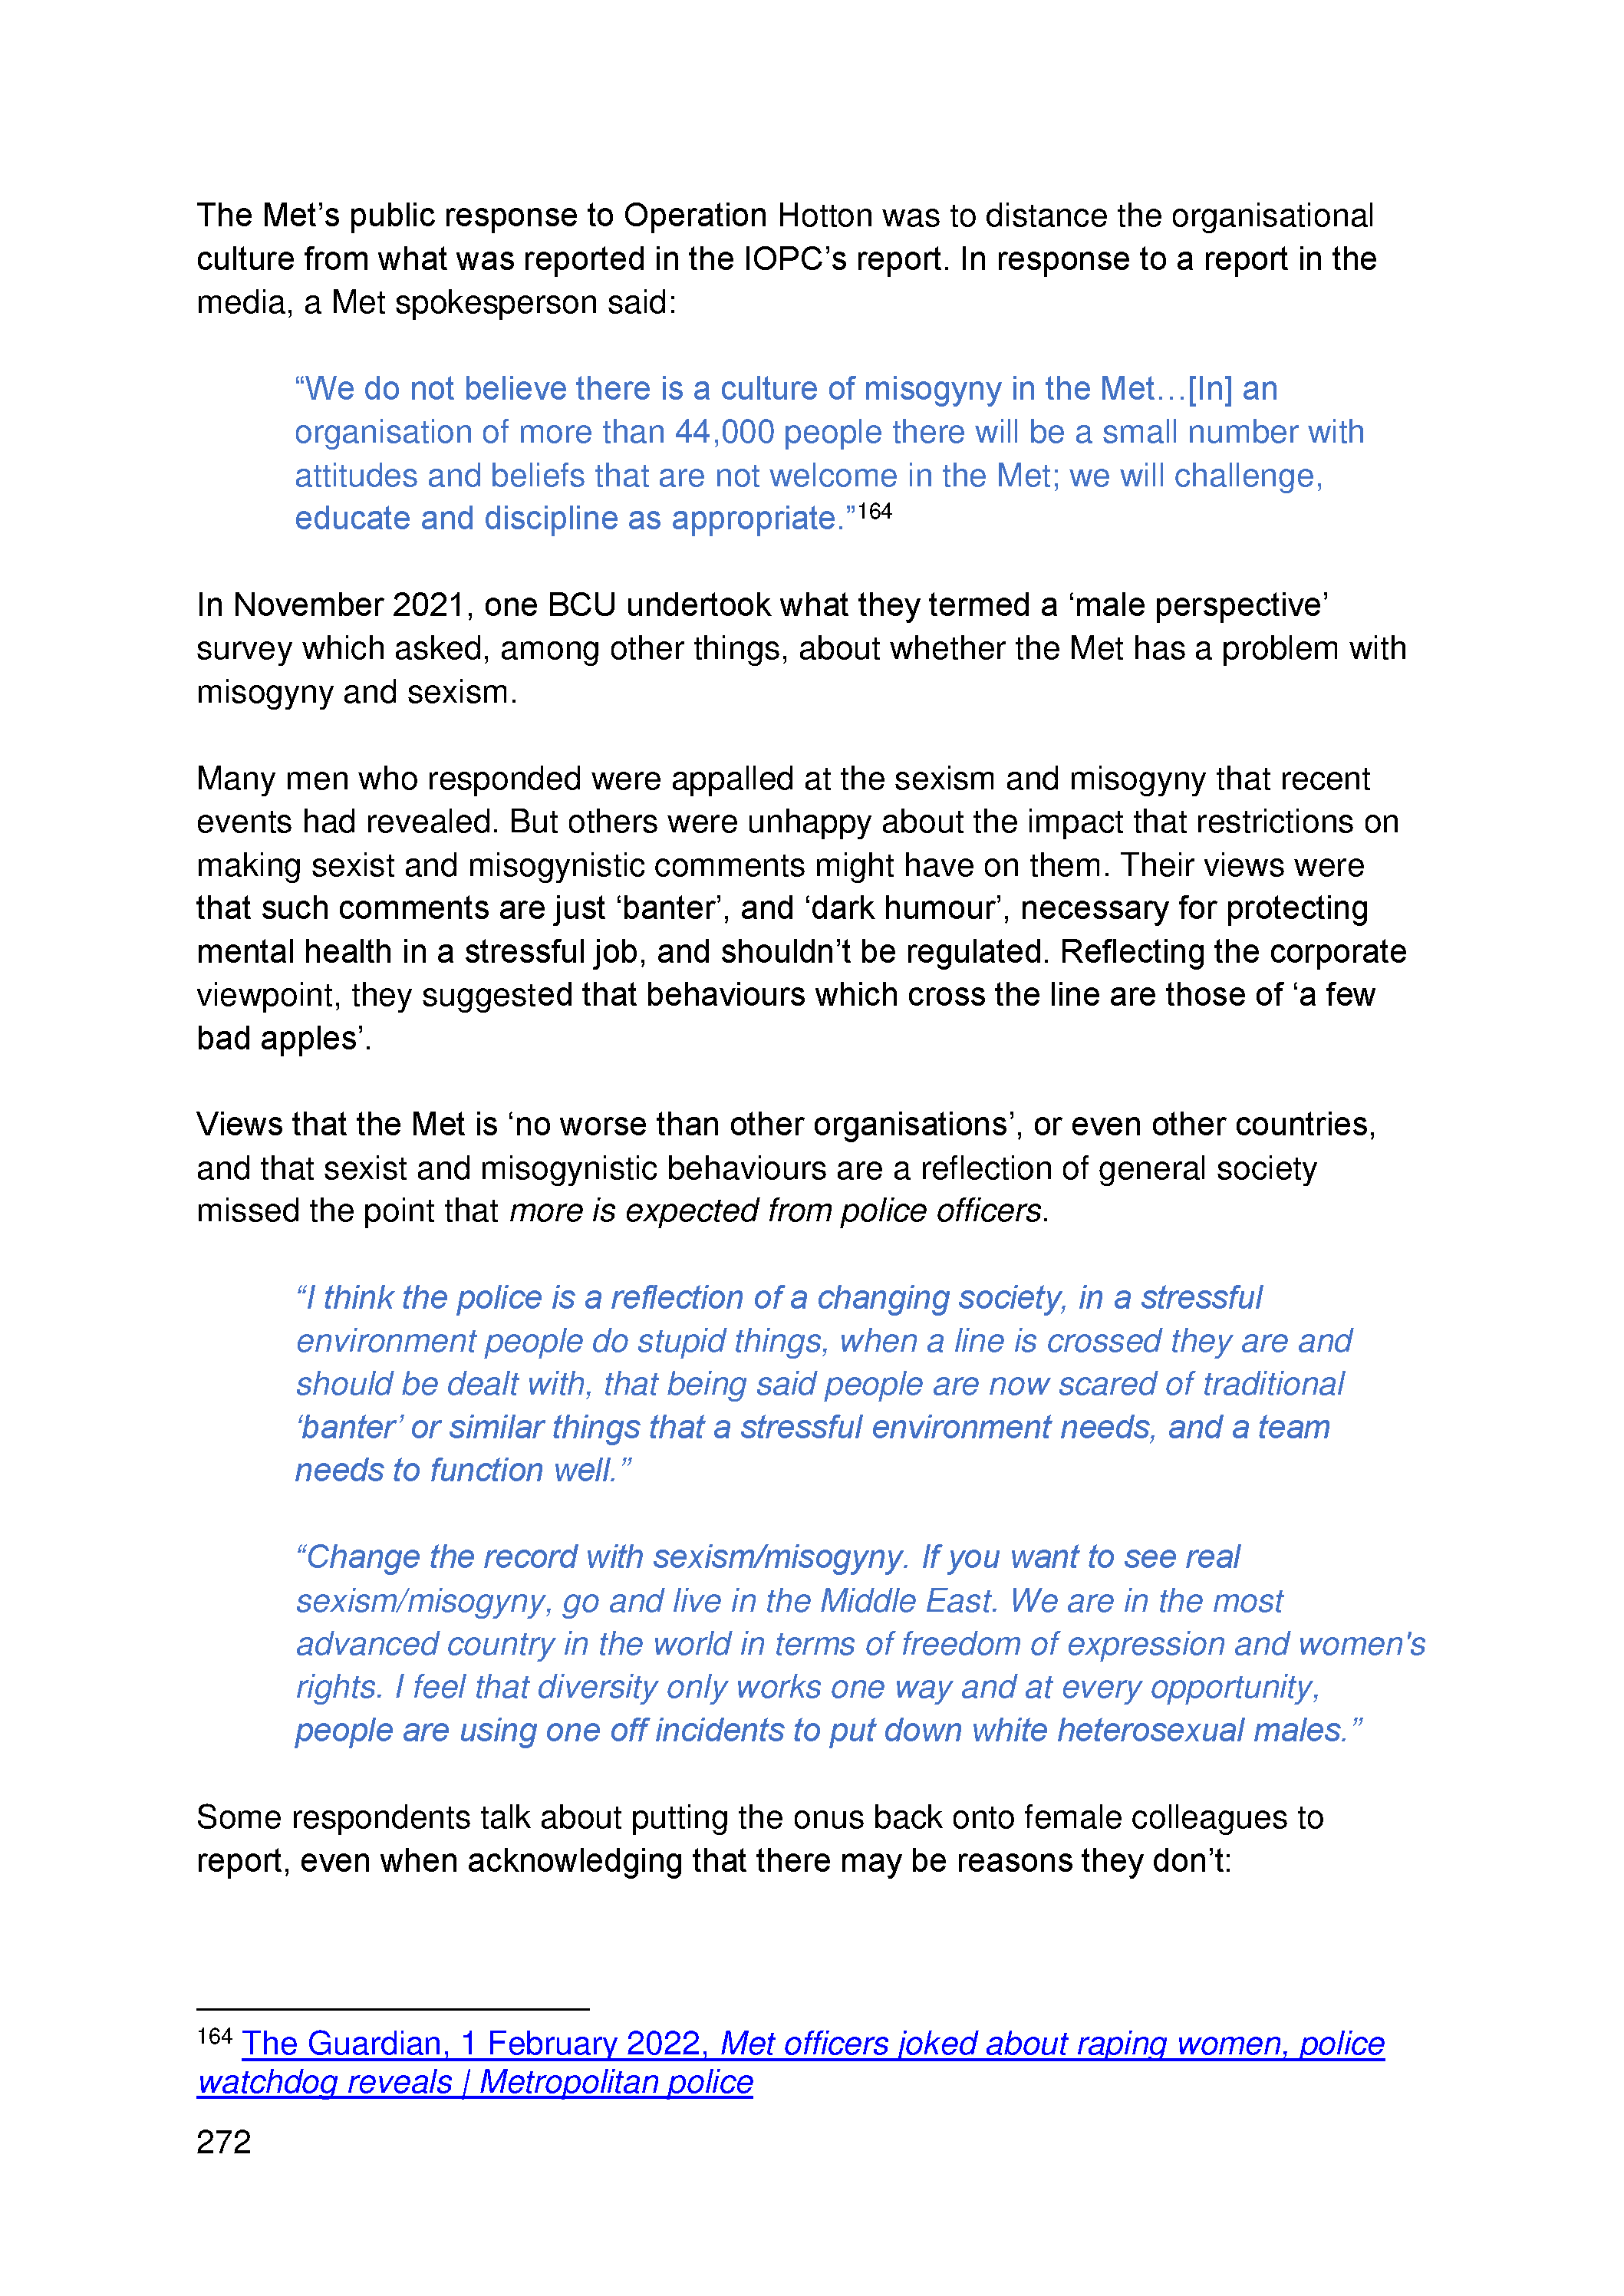 The Met’s public response to Operation Hotton was to distance the organisational
culture from what was reported in the IOPC’s report. In response to a report in the
media, a Met spokesperson said:
“We do not believe there is a culture of misogyny in the Met…[In] an
organisation of more than 44,000 people there will be a small number with
attitudes and beliefs that are not welcome in the Met; we will challenge,
educate and discipline as appropriate.”164
In November 2021, one BCU undertook what they termed a ‘male perspective’
survey which asked, among other things, about whether the Met has a problem with
misogyny and sexism.
Many men who responded were appalled at the sexism and misogyny that recent
events had revealed. But others were unhappy about the impact that restrictions on
making sexist and misogynistic comments might have on them. Their views were
that such comments are just ‘banter’, and ‘dark humour’, necessary for protecting
mental health in a stressful job, and shouldn’t be regulated. Reflecting the corporate
viewpoint, they suggested that behaviours which cross the line are those of ‘a few
bad apples’.
Views that the Met is ‘no worse than other organisations’, or even other countries,
and that sexist and misogynistic behaviours are a reflection of general society
missed the point that more is expected from police officers.
“I think the police is a reflection of a changing society, in a stressful
environment people do stupid things, when a line is crossed they are and
should be dealt with, that being said people are now scared of traditional
‘banter’ or similar things that a stressful environment needs, and a team
needs to function well.”
“Change the record with sexism/misogyny. If you want to see real
sexism/misogyny, go and live in the Middle East. We are in the most
advanced country in the world in terms of freedom of expression and women's
rights. I feel that diversity only works one way and at every opportunity,
people are using one off incidents to put down white heterosexual males.”
Some respondents talk about putting the onus back onto female colleagues to
report, even when acknowledging that there may be reasons they don’t:
164 The Guardian, 1 February 2022, Met officers joked about raping women, police
watchdog reveals | Metropolitan police
272